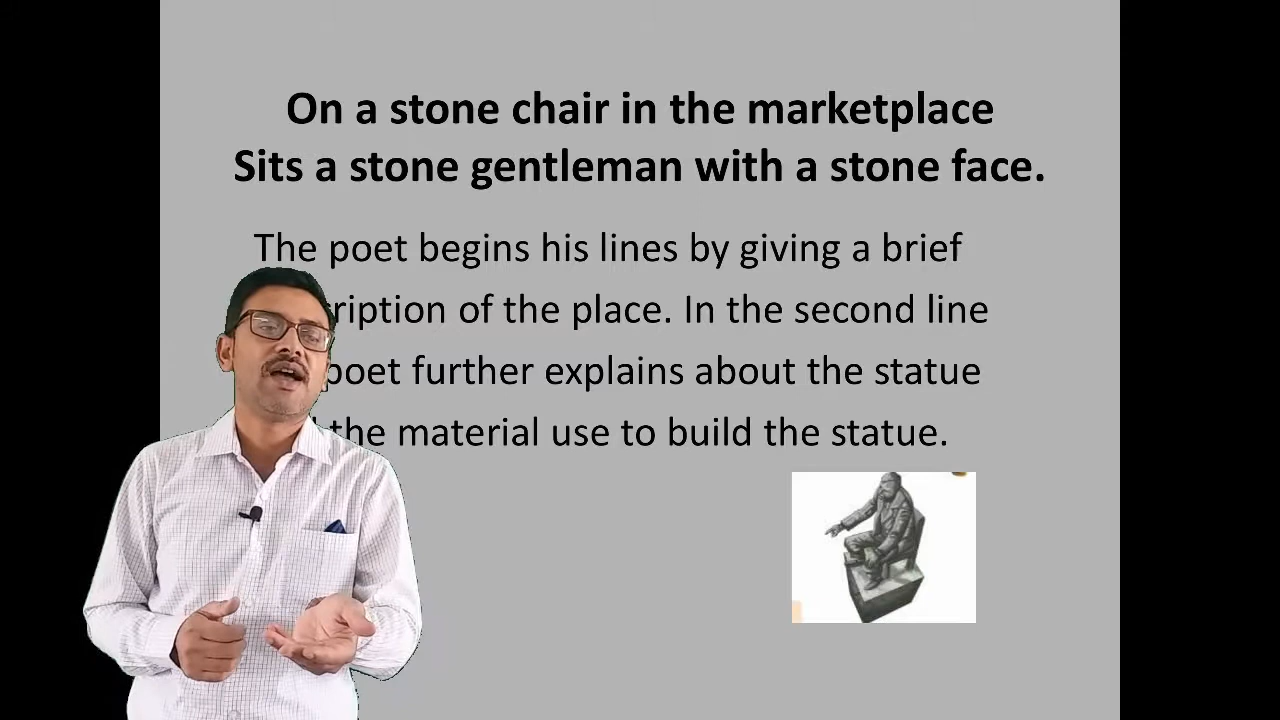 On a stone chair in the marketplace
Sits a stone gentleman with a stone face.
The poet begins his lines by giving a brief
of the place. In the second line
poet further explains about the statue
the material use to build the statue.